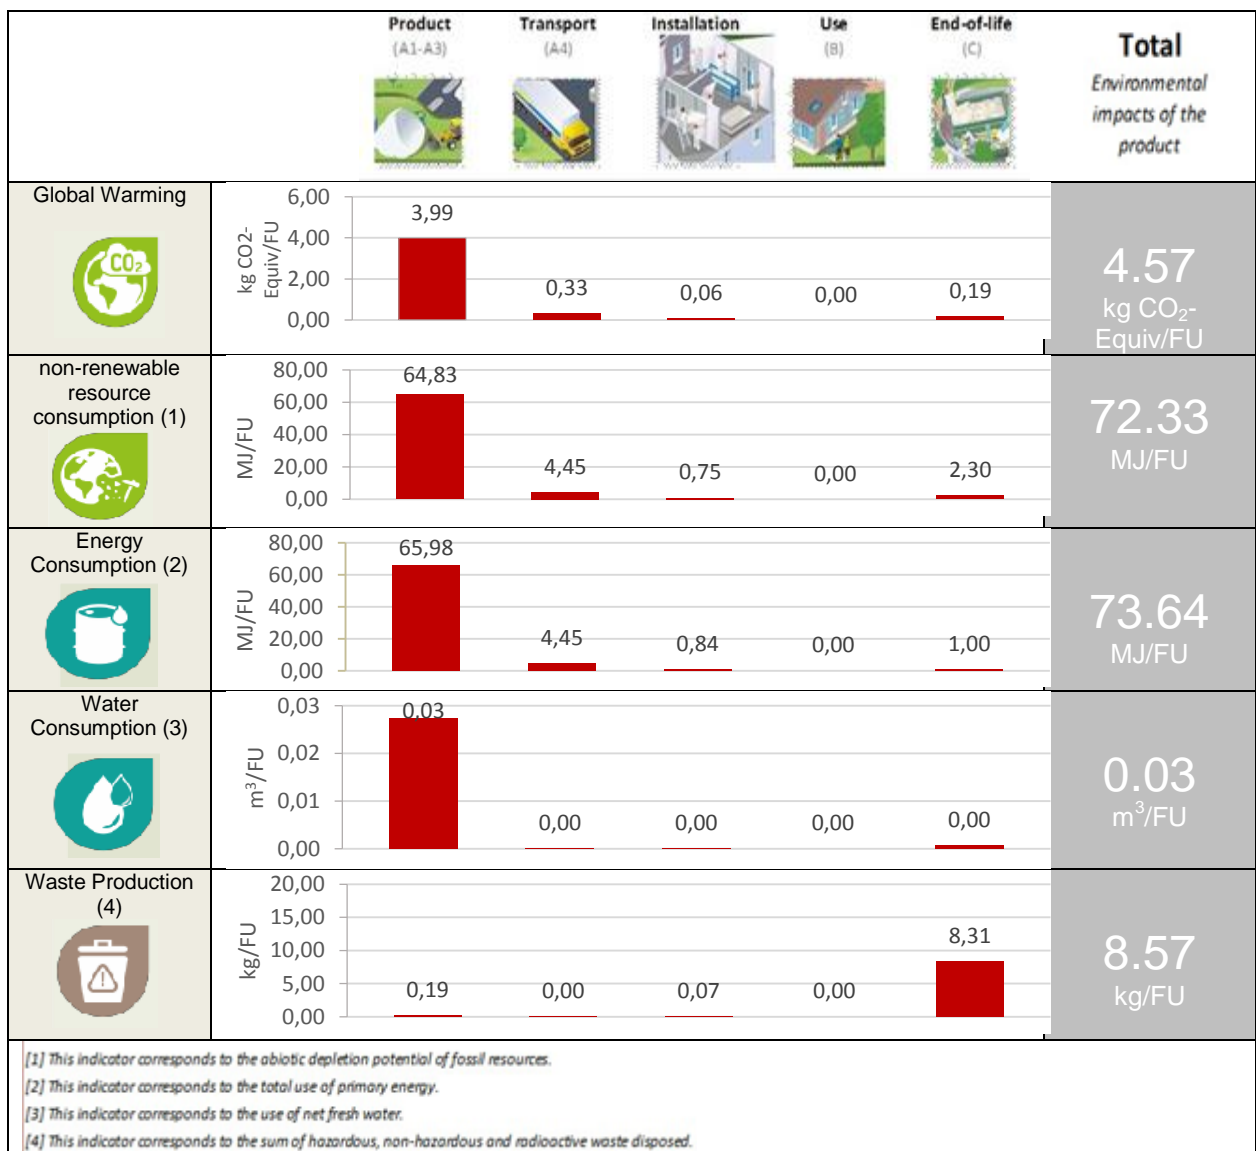 Product
(A1-A3)
Transport
(A4)
Installation
Use
(B)
End-of-life
(C)
Total
Environmental
impacts of the
product
Global Warming
CO2
kg CO2-
Equiv/FU
6,00
4,00
2,00
0,00
3,99
0,33
0,06
0,00
0,19
4.57
kg CO₂-
Equiv/FU
non-renewable
resource
consumption (1)
MJ/FU
80,00
60,00
40,00
20,00
0,00
64,83
4,45
0,75
0,00
2,30
72.33
MJ/FU
Energy
Consumption (2)
MJ/FU
80,00
60,00
40,00
20,00
0,00
65,98
4,45
0,84
0,00
1,00
73.64
MJ/FU
Water
Consumption (3)
m³/FU
0,03
0,02
0,01
0,00
0,03
0,00
0,00
0,00
0,00
0.03
m³/FU
Waste Production
(4)
kg/FU
20,00
15,00
10,00
5,00
0,00
0,19
0,00
0,07
0,00
8,31
8.57
kg/FU
[1] This indicator corresponds to the abiotic depletion potential of fossil resources.
[2] This indicator corresponds to the total use of primary energy.
[3] This indicator corresponds to the use of net fresh water.
[4] This indicator corresponds to the sum of hazardous, non-hazardous and radioactive waste disposed.